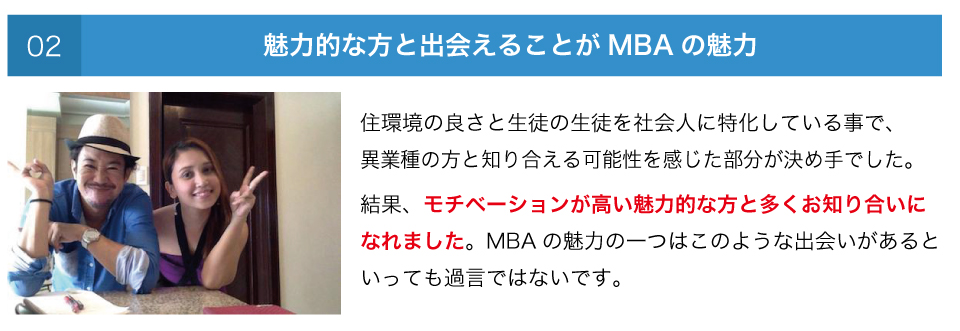 02
魅力的な方と出会えることが MBA の魅力
住環境の良さと生徒の生徒を社会人に特化している事で、
異業種の方と知り合える可能性を感じた部分が決め手でした。
結果、モチベーションが高い魅力的な方と多くお知り合いに
なれました。MBA の魅力の一つはこのような出会いがあると
いっても過言ではないです。